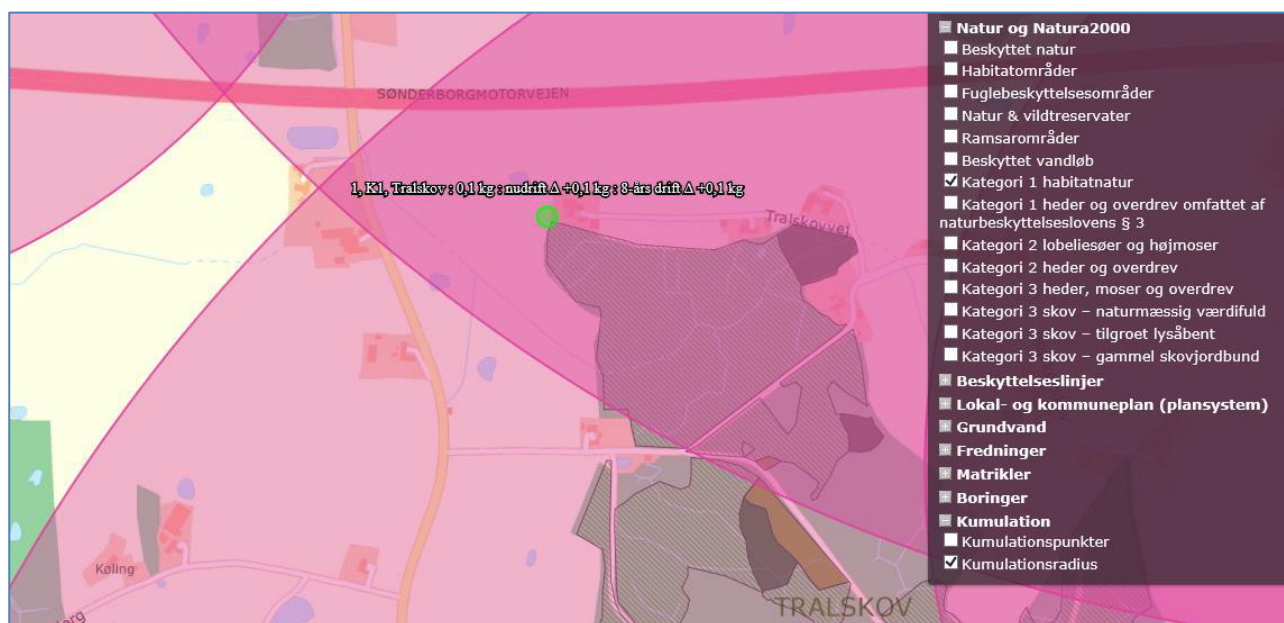 SØNDERBORGMOTORVEJEN
1, K1, Tralskov : 0,1 kg : nudrift Δ +0,1 kg : 8-års drift Δ +0,1 kg
Tralskovvej
Køling
TRALSKOV
Natur og Natura2000
Beskyttet natur
Habitatområder
Fuglebeskyttelsesområder
Natur & vildtreservater
Ramsarområder
Beskyttet vandløb
Kategori 1 habitatnatur
Kategori 1 heder og overdrev omfattet af
naturbeskyttelseslovens § 3
Kategori 2 lobeliesøer og højmoser
Kategori 2 heder og overdrev
Kategori 3 heder, moser og overdrev
Kategori 3 skov – naturmæssig værdifuld
Kategori 3 skov – tilgroet lysåbent
Kategori 3 skov – gammel skovjordbund
Beskyttelseslinjer
Lokal- og kommuneplan (plansystem)
Grundvand
Fredninger
Matrikler
Boringer
Kumulation
Kumulationspunkter
Kumulationsradius